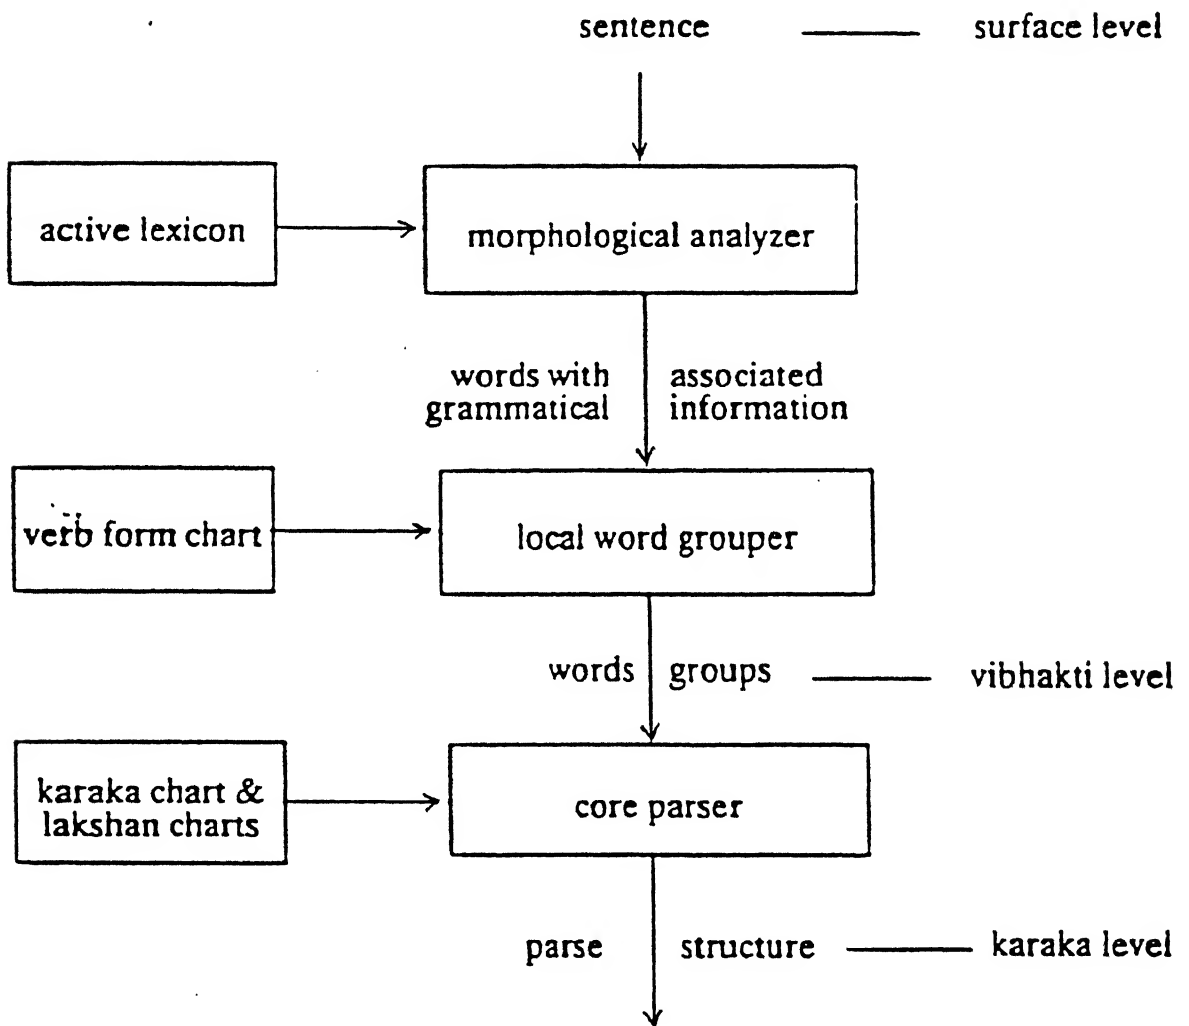 sentence surface level
active lexicon
morphological analyzer
words with associated
grammatical information
verb form chart
local word grouper
words groups vibhakti level
karaka chart &
lakshan charts
core parser
parse structure karaka level